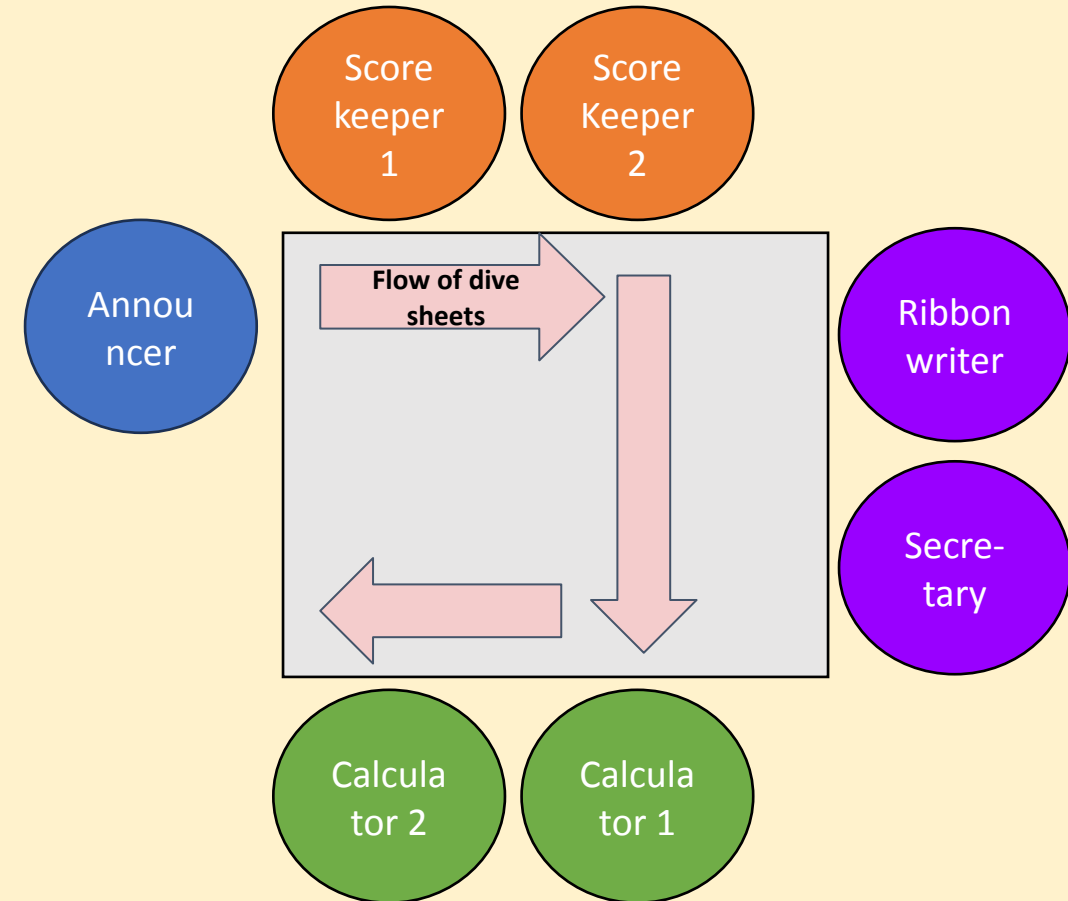 Score
keeper
1
Score
Keeper
2
Annou
ncer
Flow of dive
sheets
Ribbon
writer
Secre-
tary
Calcula
tor 2
Calcula
tor 1